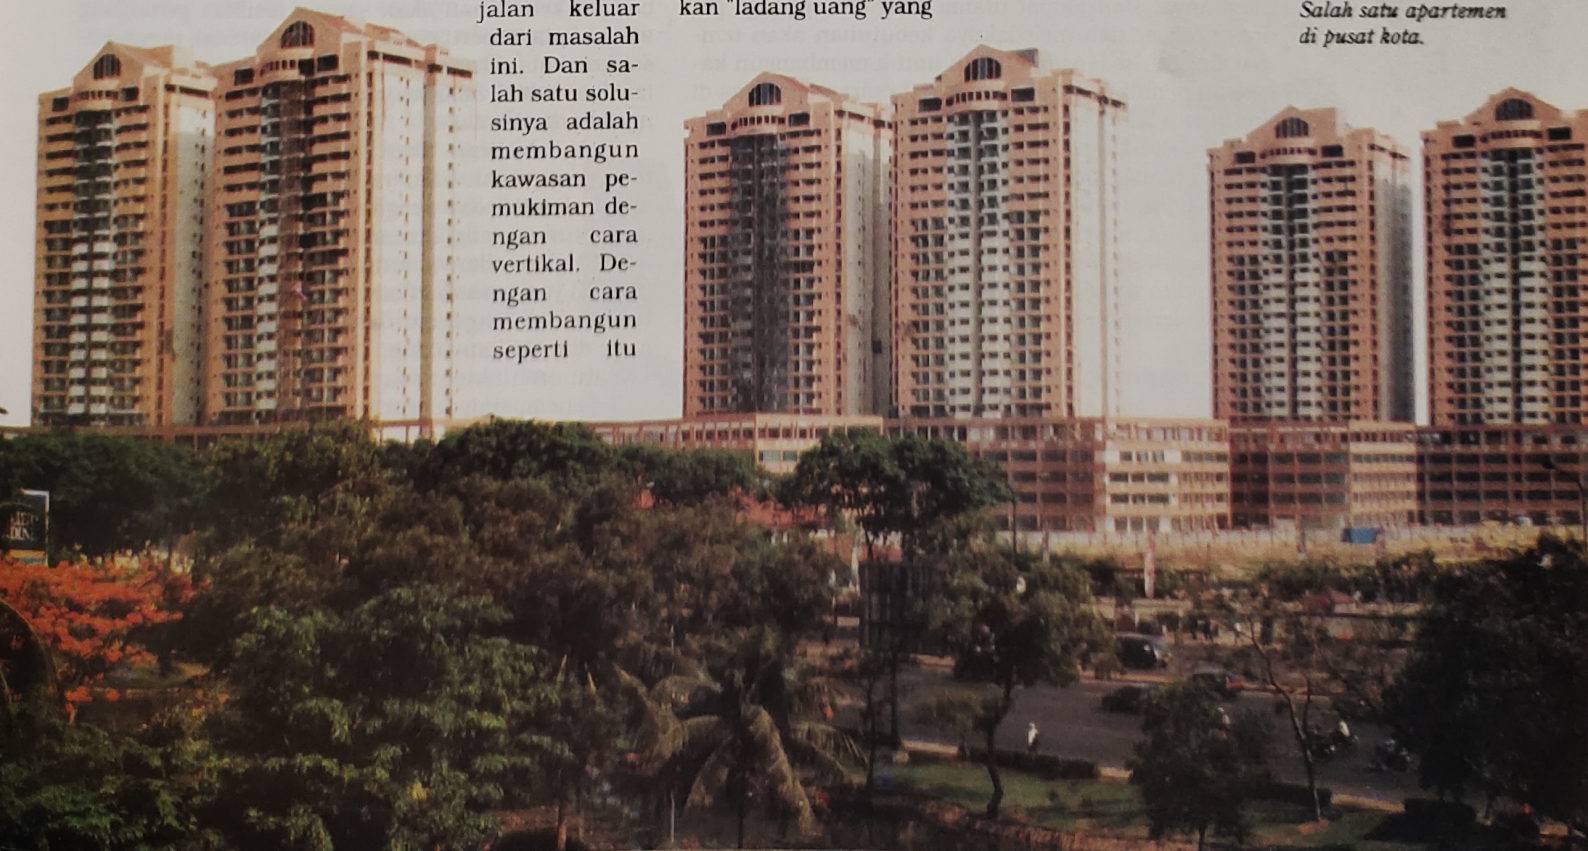 jalan keluar
dari masalah
ini. Dan sa-
lah satu solu-
sinya adalah
membangun
kawasan pe-
mukiman de-
ngan cara
vertikal. De-
ngan cara
membangun
seperti itu
kan "ladang uang" yang
Salah satu apartemen
di pusat kota.